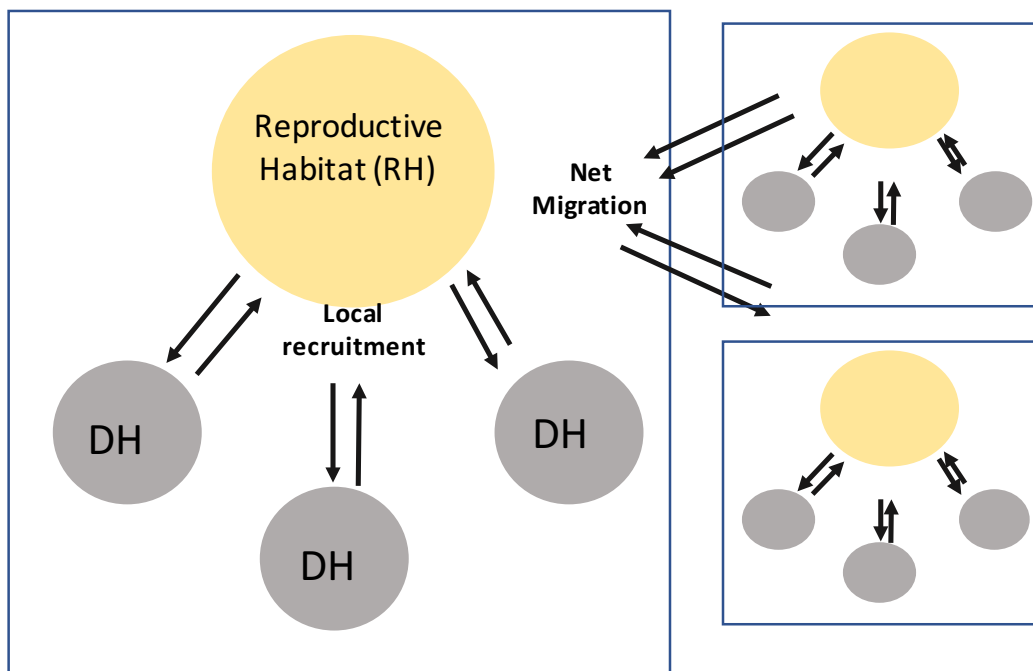 Reproductive
Habitat (RH)
Net
Migration
Local
recruitment
DH
DH
DH